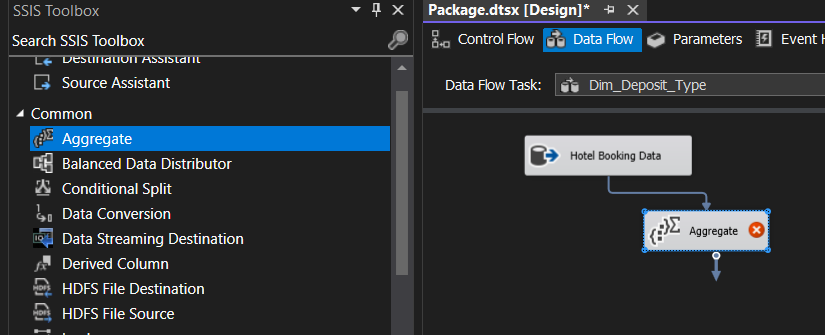 SSIS Toolbox
Search SSIS Toolbox
Destination Assistant
Source Assistant
Common
Aggregate
Balanced Data Distributor
Conditional Split
Data Conversion
Data Streaming Destination
Derived Column
HDFS File Destination
HDFS File Source
Package.dtsx [Design]*
Control Flow
Data Flow
Parameters
Event H
Data Flow Task:
Dim_Deposit_Type
Hotel Booking Data
Aggregate